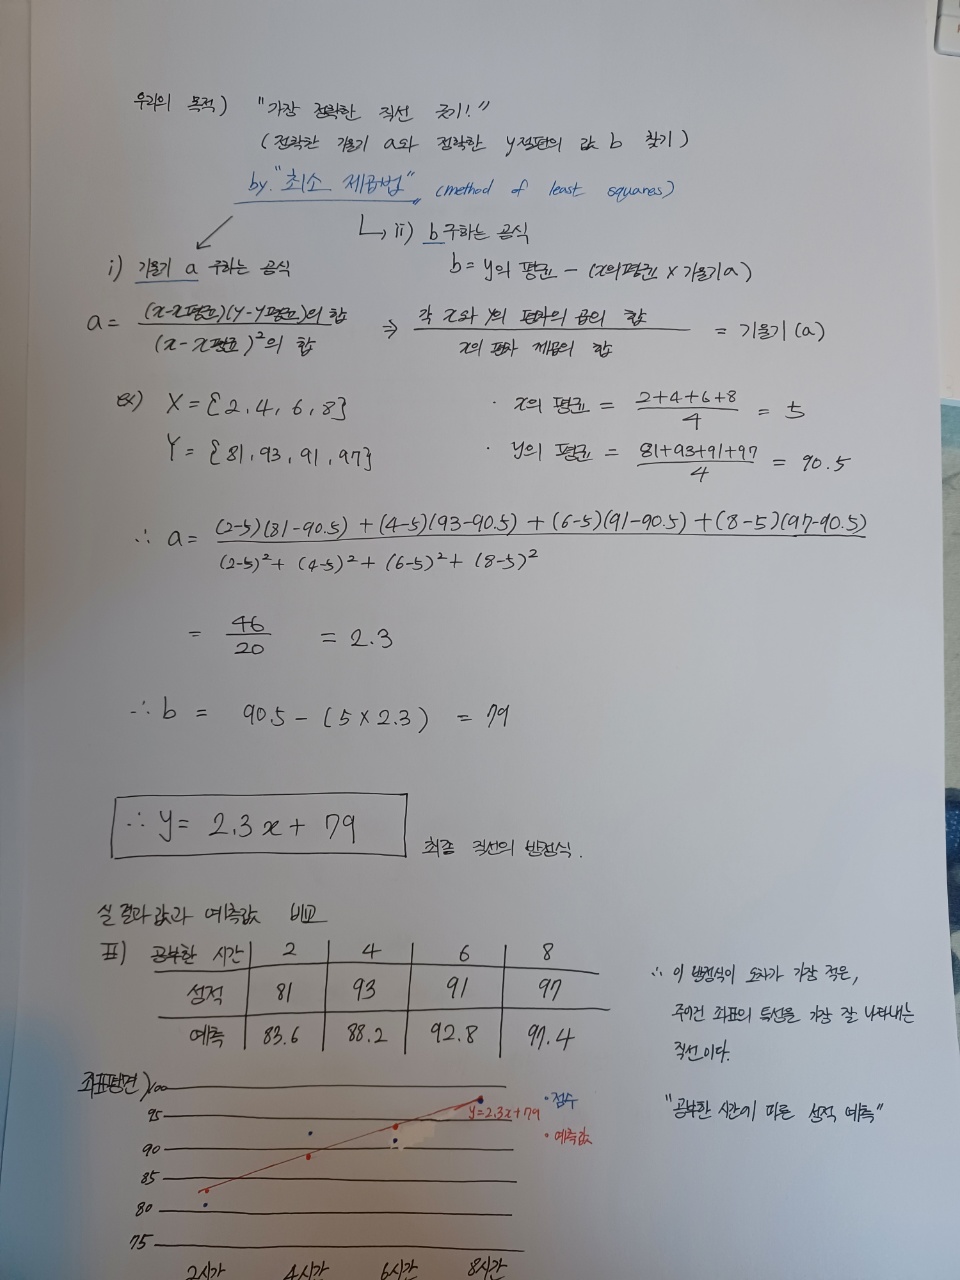 우리의 목적) "가장 정확한 직선 긋기!"
(정확한 기울기 a와 정확한 y절편의 값 b 찾기)
by."최소 제곱법" (method of least squares)
ii) b구하는 공식
i) 기울기 a 구하는 공식
b = y의 평균 - (x의평균 × 기울기a)
a = (x-x평균)(y-y평균)의 합 / (x-x평균)²의 합 ⇒ 각 x와 y의 편차의 곱의 합 / x의 편차 제곱의 합 = 기울기(a)
ex) X = {2, 4, 6, 8} · x의 평균 = 2+4+6+8 / 4 = 5
Y = {81, 93, 91, 97} · y의 평균 = 81+93+91+97 / 4 = 90.5
∴ a = (2-5)(81-90.5) + (4-5)(93-90.5) + (6-5)(91-90.5) + (8-5)(97-90.5) / (2-5)² + (4-5)² + (6-5)² + (8-5)²
= 46 / 20 = 2.3
∴ b = 90.5 - (5 × 2.3) = 79
∴ y = 2.3x + 79 최종 직선의 방정식.
실 결과값과 예측값 비교
표) 공부한 시간 2 4 6 8
성적 81 93 91 97
예측 83.6 88.2 92.8 97.4
∴ 이 방정식이 오차가 가장 적은,
주어진 좌표의 특선을 가장 잘 나타내는
직선이다.
"공부한 시간에 따른 성적 예측"
좌표평면) 100
95
90
85
80
75
y=2.3x+79
· 점수
· 예측값
2시간 4시간 6시간 8시간